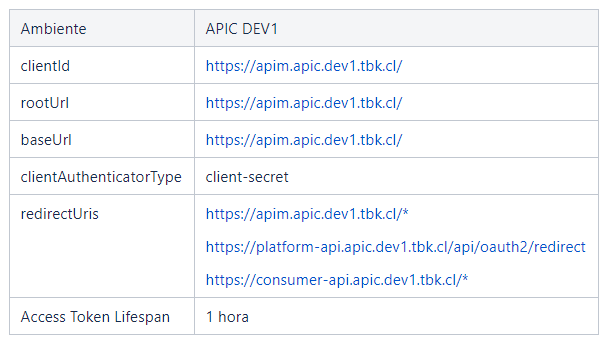 Ambiente APIC DEV1
clientId https://apim.apic.dev1.tbk.cl/
rootUrl https://apim.apic.dev1.tbk.cl/
baseUrl https://apim.apic.dev1.tbk.cl/
clientAuthenticatorType client-secret
redirectUris https://apim.apic.dev1.tbk.cl/*
https://platform-api.apic.dev1.tbk.cl/api/oauth2/redirect
https://consumer-api.apic.dev1.tbk.cl/*
Access Token Lifespan 1 hora